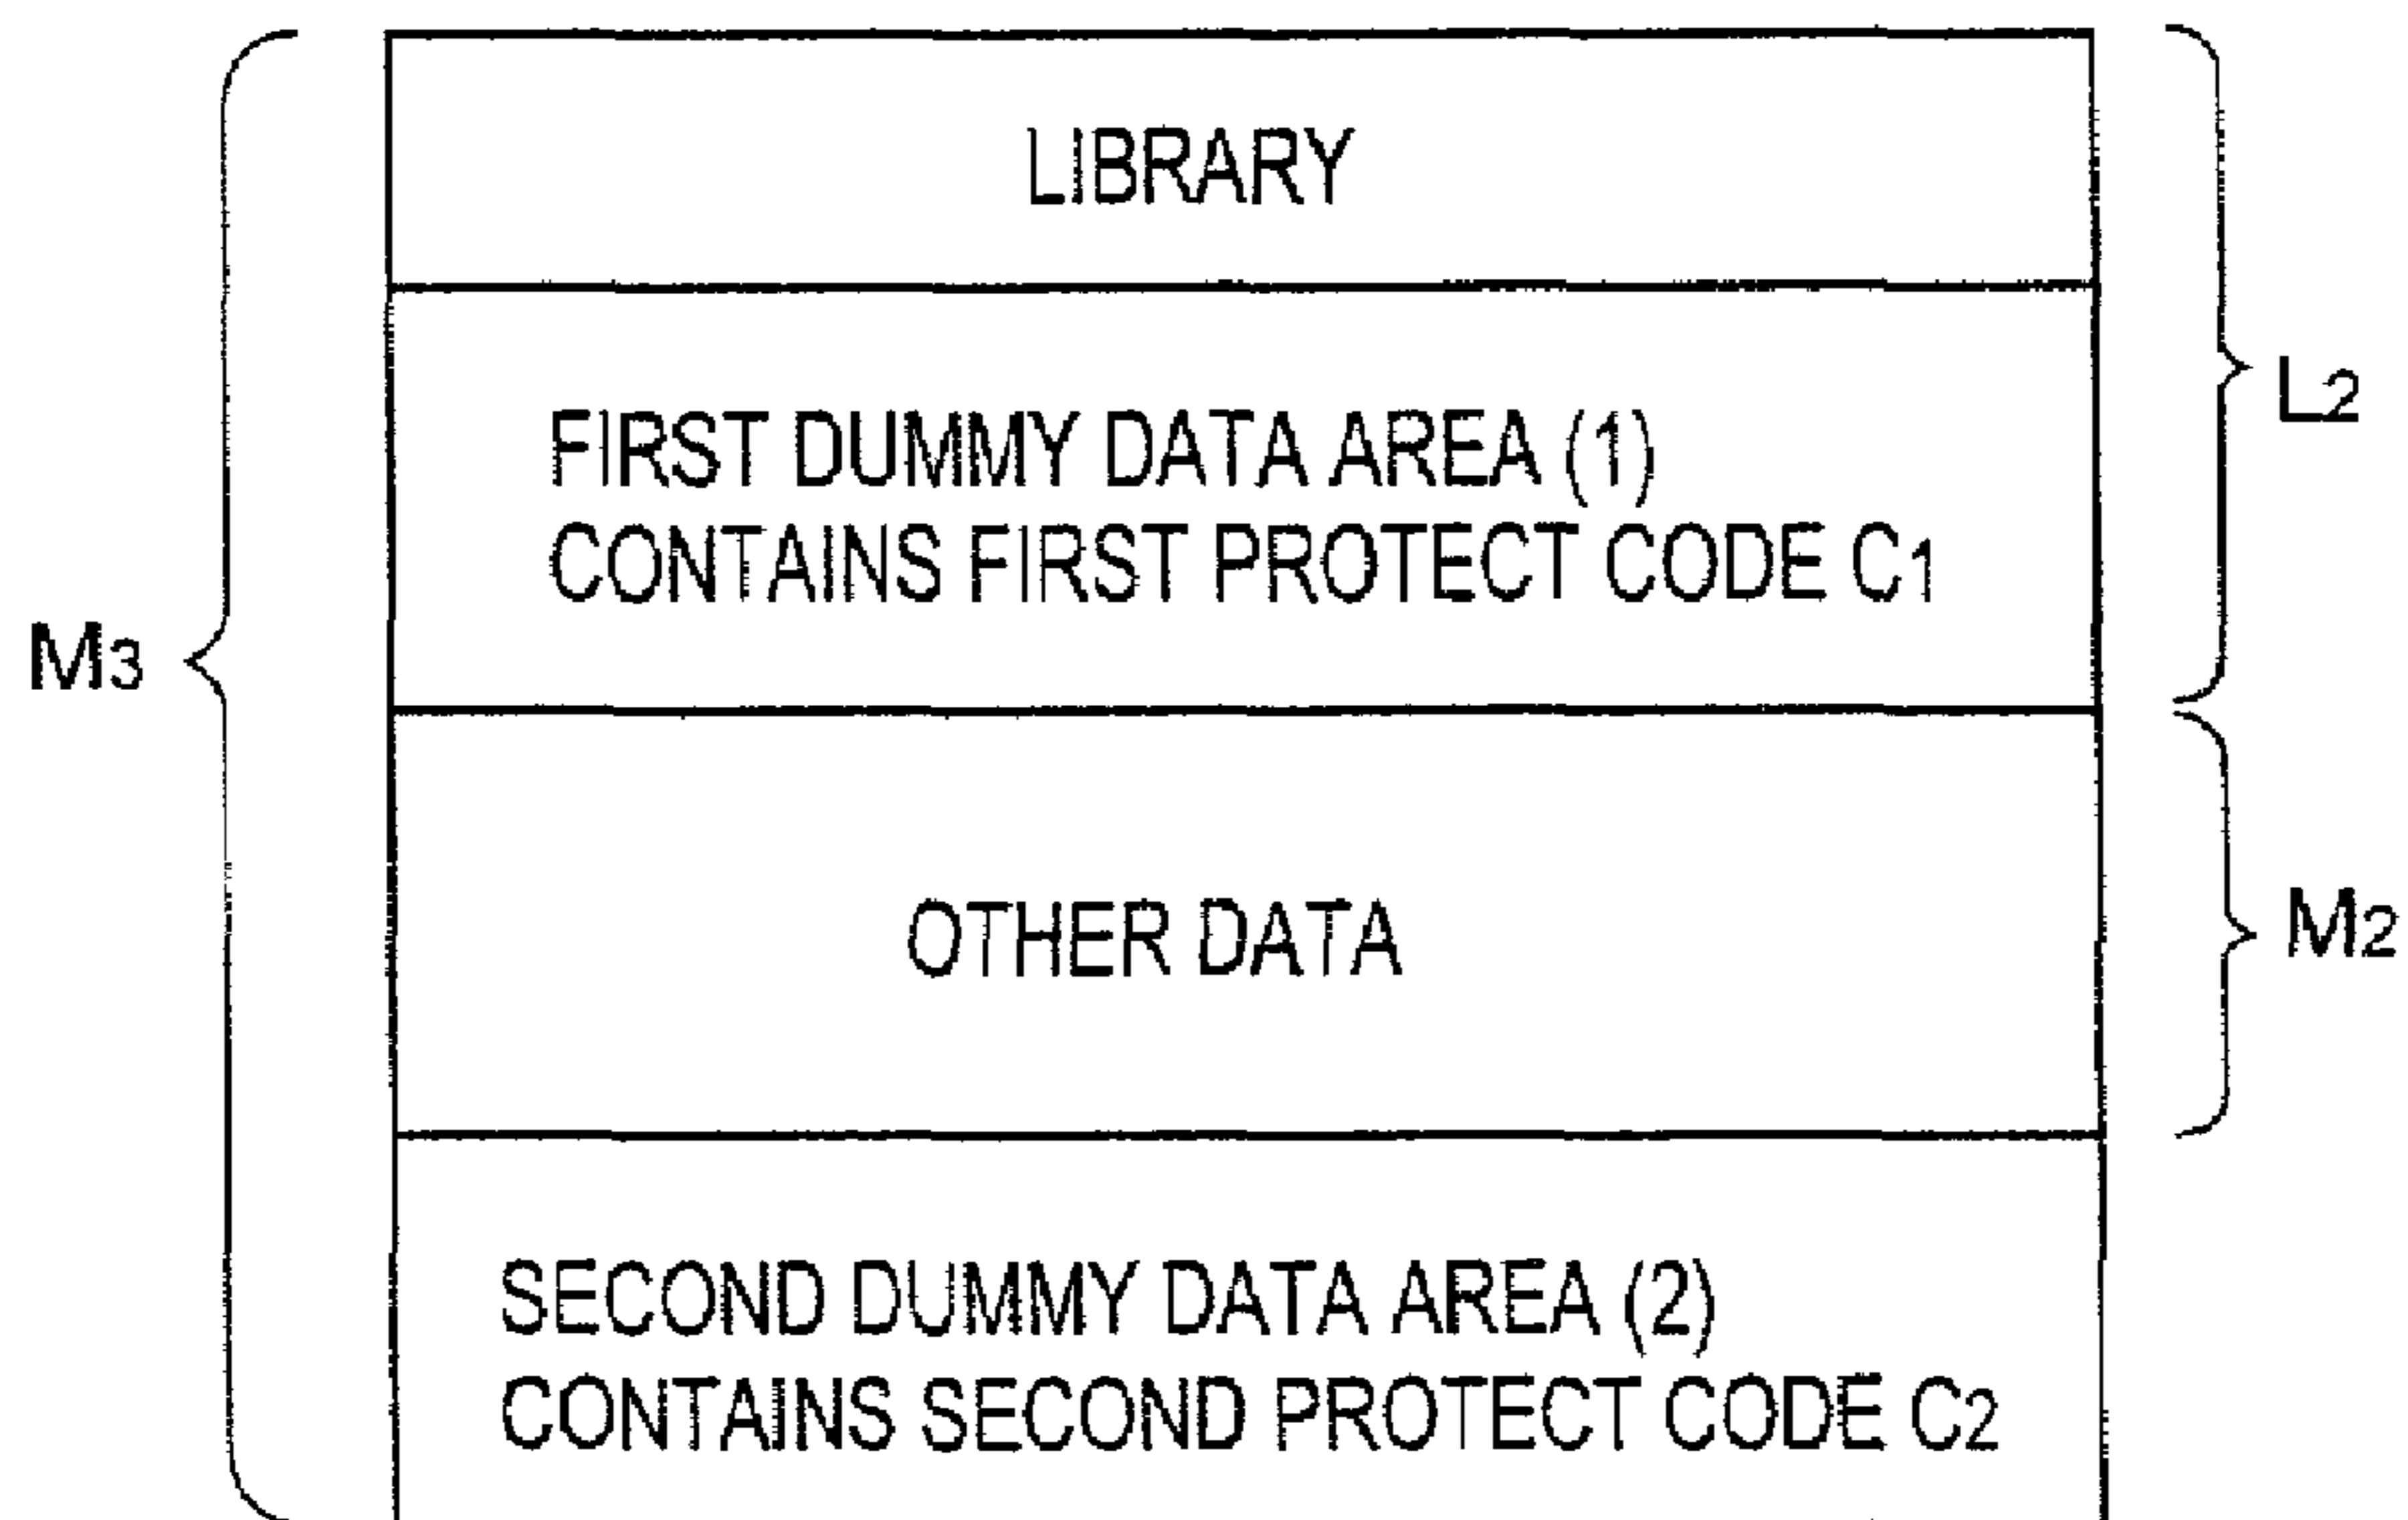 LIBRARY
L2
FIRST DUMMY DATA AREA (1)
CONTAINS FIRST PROTECT CODE C1
M3
OTHER DATA
M2
SECOND DUMMY DATA AREA (2)
CONTAINS SECOND PROTECT CODE C2